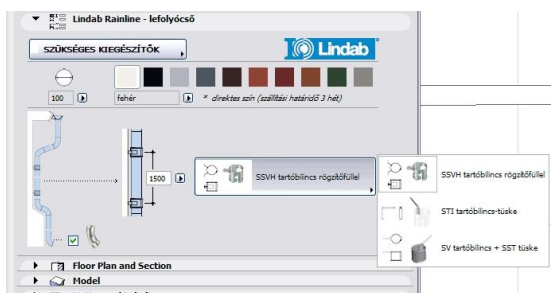 Lindab Rainline - lefolyócső
SZÜKSÉGES KIEGÉSZÍTŐK
Lindab
100
fehér
* direktes szín (szállítási határidő 3 hét)
1500
SSVH tartóbilincs rögzítőfüllel
SSVH tartóbilincs rögzítőfüllel
STI tartóbilincs-tüske
SV tartóbilincs + SST tüske
Floor Plan and Section
Model